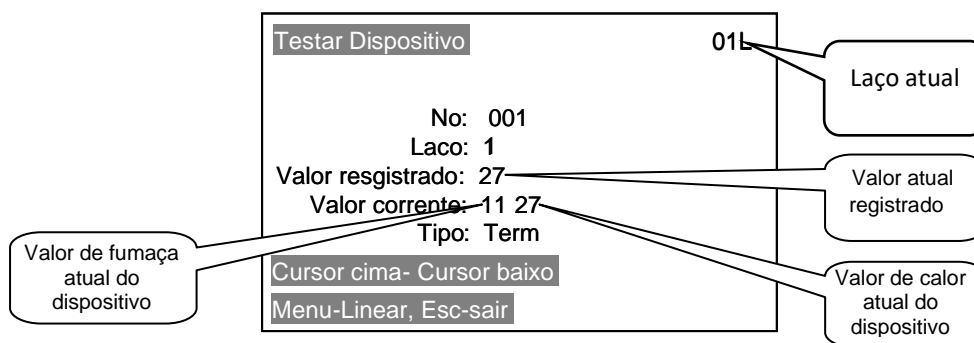 Testar Dispositivo
01L
Laço atual
No: 001
Laco: 1
Valor resgistrado: 27
Valor atual
registrado
Valor corrente: 11 27
Tipo: Term
Valor de fumaça
atual do
dispositivo
Cursor cima- Cursor baixo
Menu-Linear, Esc-sair
Valor de calor
atual do
dispositivo